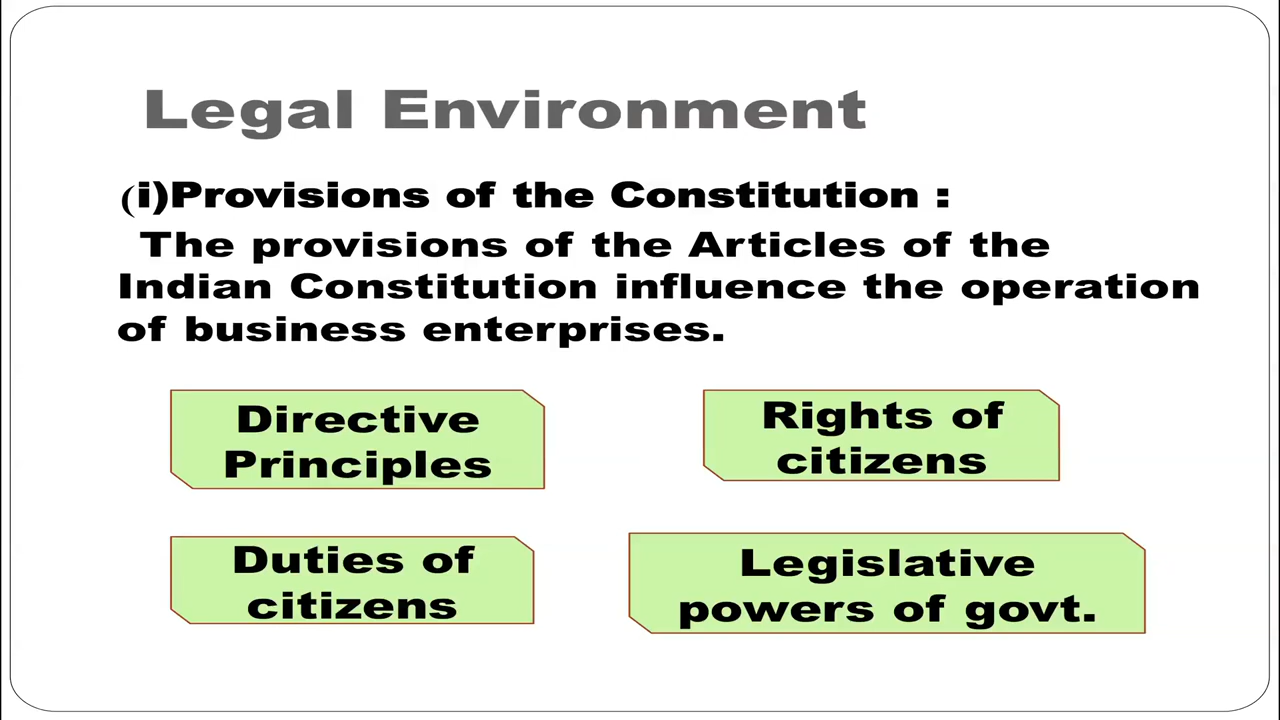 Legal Environment
(i)Provisions of the Constitution :
The provisions of the Articles of the
Indian Constitution influence the operation
of business enterprises.
Directive
Principles
Rights of
citizens
Duties of
citizens
Legislative
powers of govt.